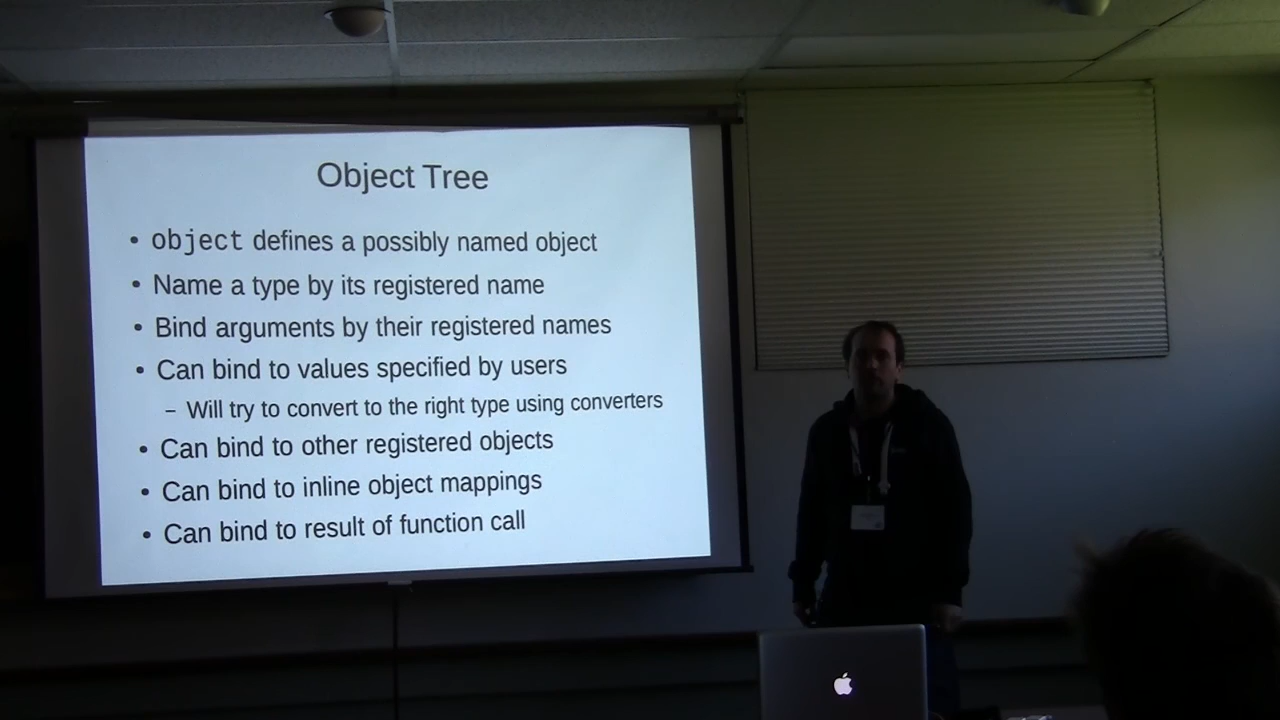 Object Tree
• object defines a possibly named object
• Name a type by its registered name
• Bind arguments by their registered names
• Can bind to values specified by users
– Will try to convert to the right type using converters
• Can bind to other registered objects
• Can bind to inline object mappings
• Can bind to result of function call